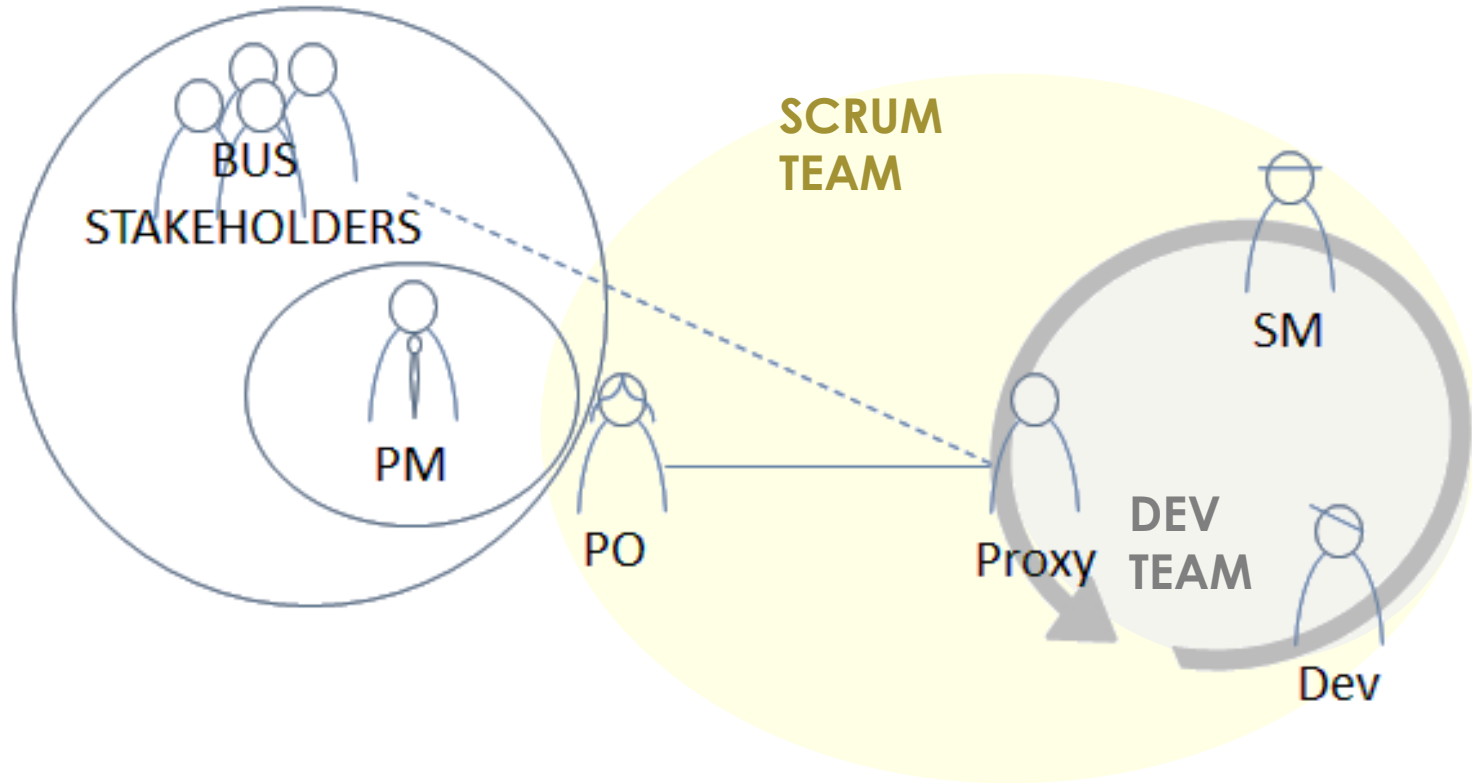 BUS
STAKEHOLDERS
PM
SCRUM
TEAM
PO
Proxy
SM
DEV
TEAM
Dev